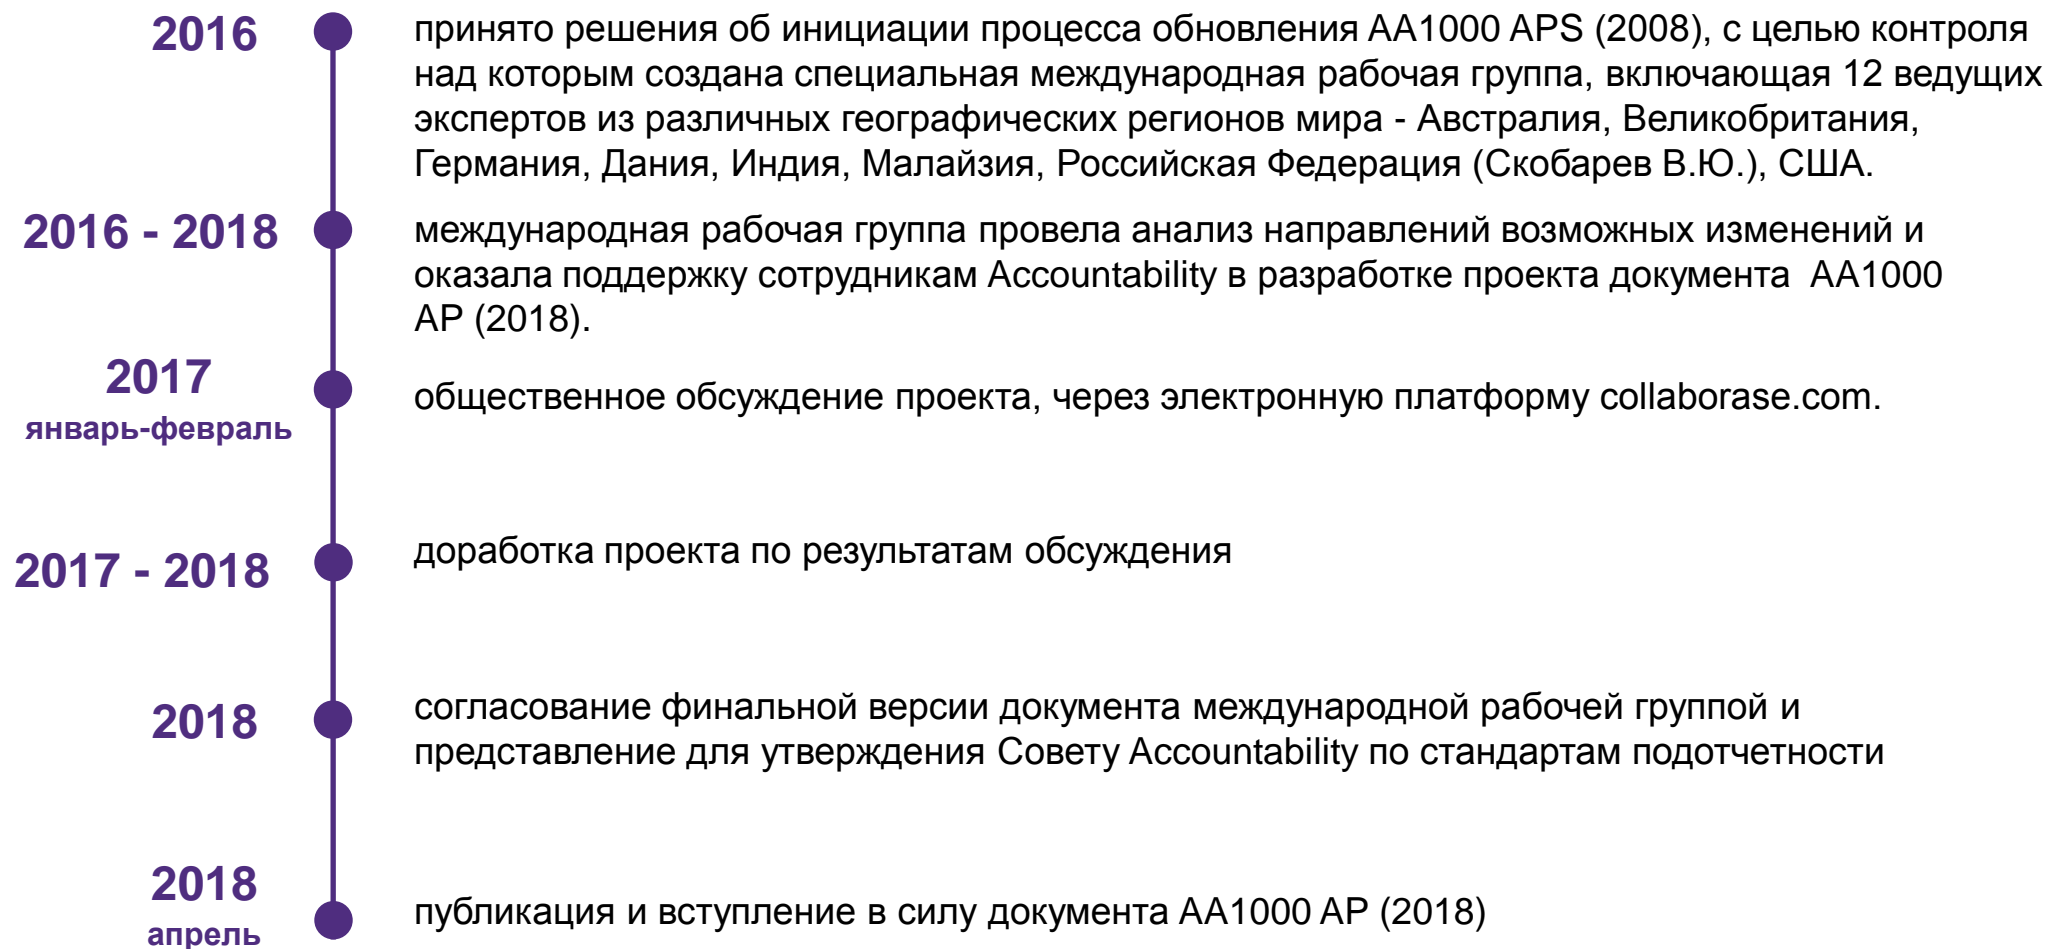 2016
принято решения об инициации процесса обновления AA1000 APS (2008), с целью контроля
над которым создана специальная международная рабочая группа, включающая 12 ведущих
экспертов из различных географических регионов мира - Австралия, Великобритания,
Германия, Дания, Индия, Малайзия, Российская Федерация (Скобарев В.Ю.), США.
2016 - 2018
международная рабочая группа провела анализ направлений возможных изменений и
оказала поддержку сотрудникам Accountability в разработке проекта документа AA1000
AP (2018).
2017
январь-февраль
общественное обсуждение проекта, через электронную платформу collaborase.com.
2017 - 2018
доработка проекта по результатам обсуждения
2018
согласование финальной версии документа международной рабочей группой и
представление для утверждения Совету Accountability по стандартам подотчетности
2018
апрель
публикация и вступление в силу документа AA1000 AP (2018)